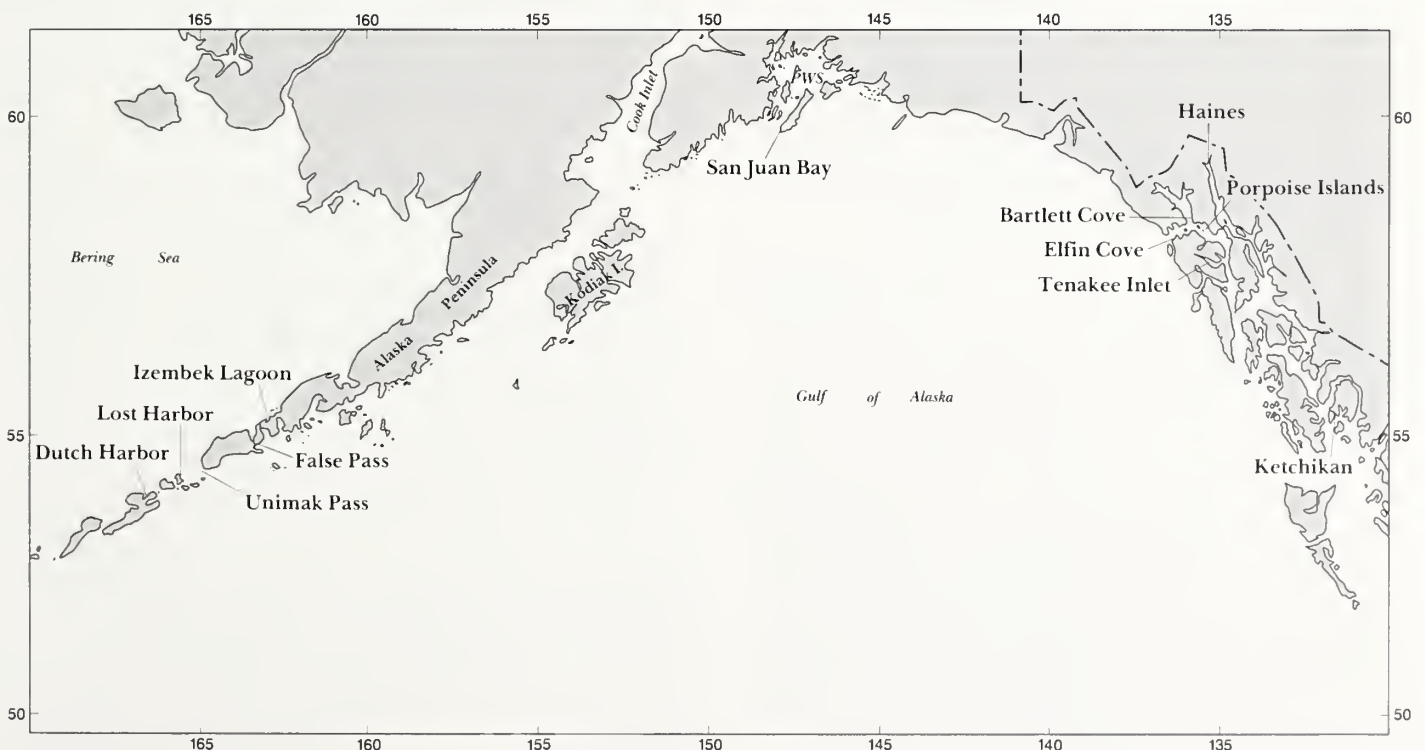 165 160 155 150 145 140 135
60 60
PWS
Cook Inlet
Haines
San Juan Bay
Porpoise Islands
Bartlett Cove
Elfin Cove
Bering Sea
Tenakee Inlet
Kodiak I.
Alaska Peninsula
Izembek Lagoon
Gulf of Alaska
Lost Harbor
55 55
Dutch Harbor
False Pass
Ketchikan
Unimak Pass
50 50
165 160 155 150 145 140 135